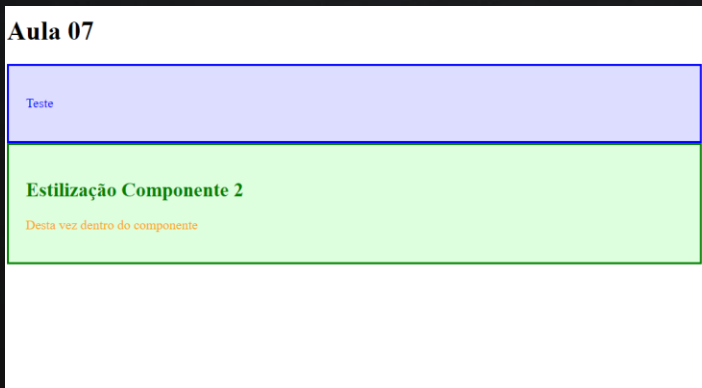 Aula 07
Teste
Estilização Componente 2
Desta vez dentro do componente